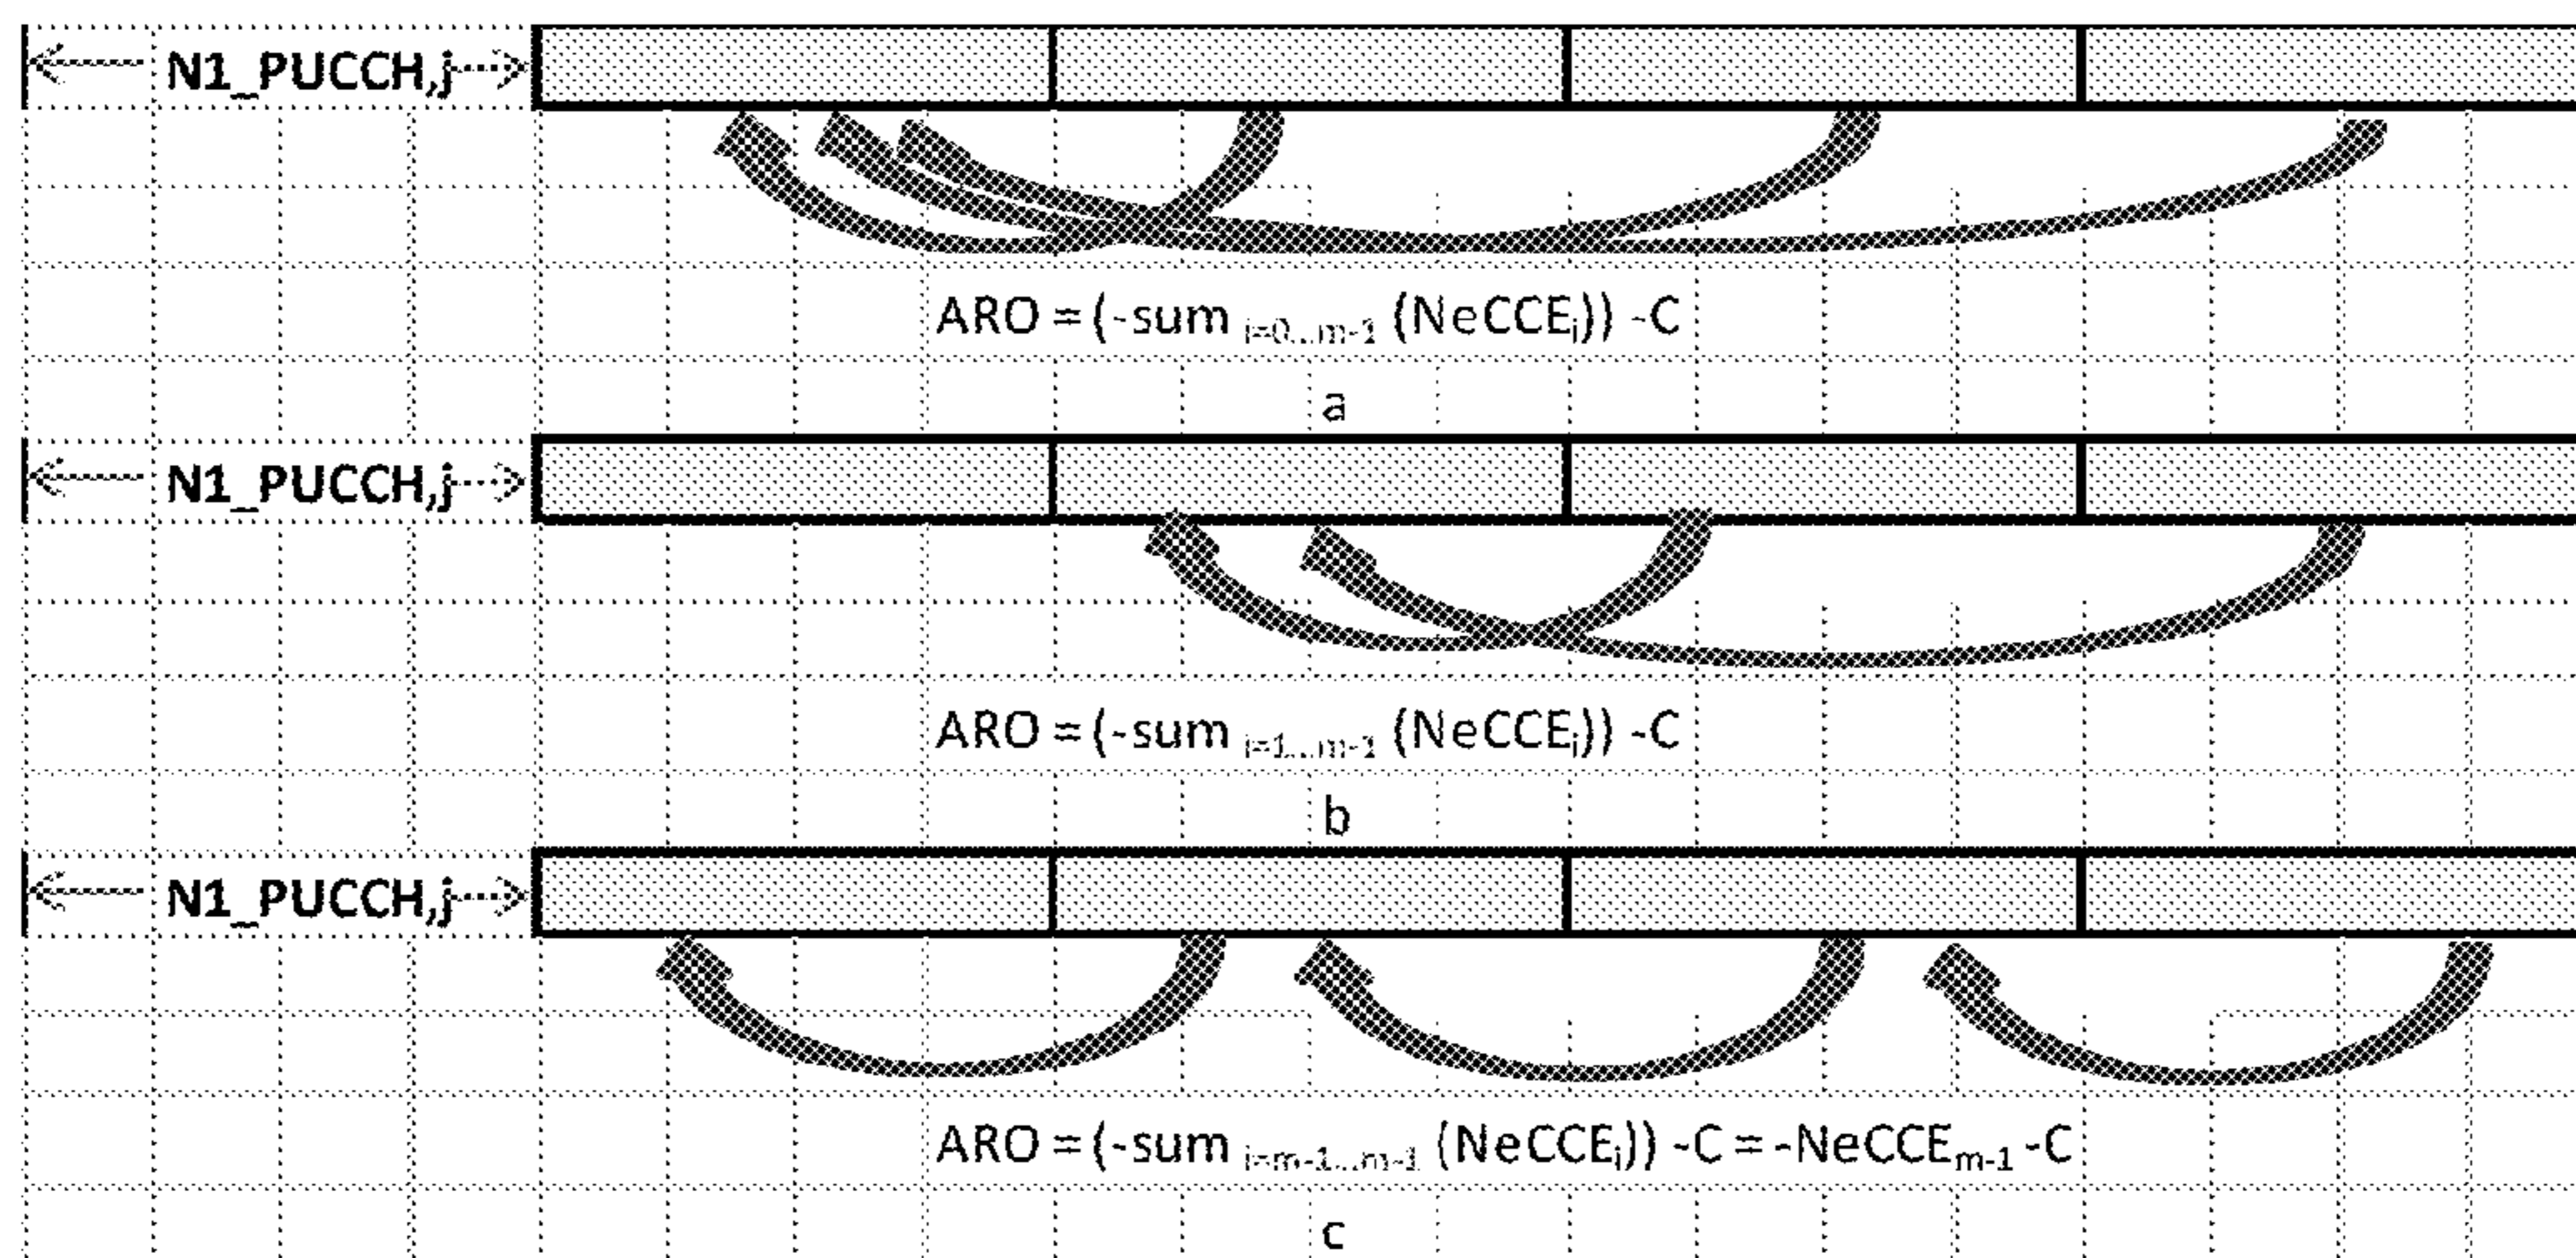 N1_PUCCH,j
ARO = (-sum i=0...m-1 (NeCCEi)) -C
a
N1_PUCCH,j
ARO = (-sum i=1...m-1 (NeCCEi)) -C
b
N1_PUCCH,j
ARO = (-sum i=m-1...m-1 (NeCCEi)) -C = -NeCCEm-1 -C
c